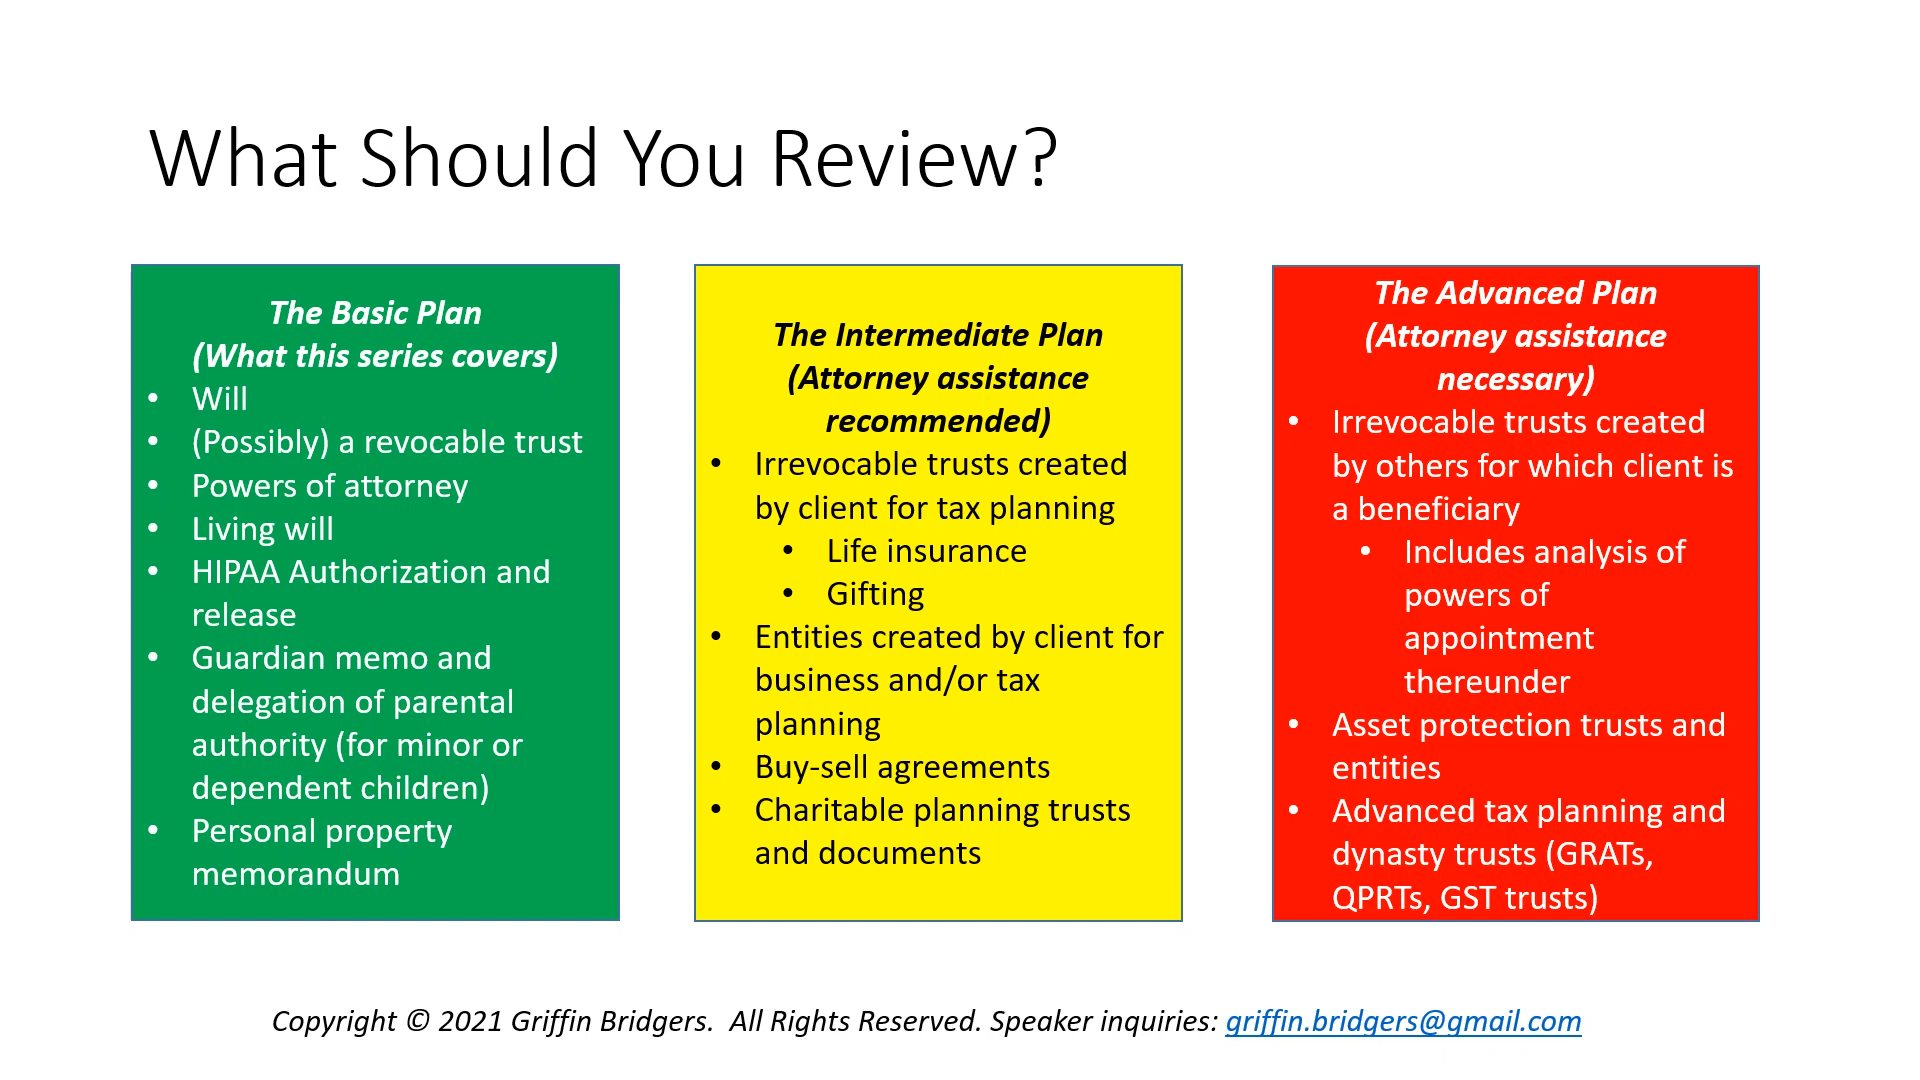 What Should You Review?
The Basic Plan
(What this series covers)
• Will
• (Possibly) a revocable trust
• Powers of attorney
• Living will
• HIPAA Authorization and
release
• Guardian memo and
delegation of parental
authority (for minor or
dependent children)
• Personal property
memorandum
The Intermediate Plan
(Attorney assistance
recommended)
• Irrevocable trusts created
by client for tax planning
• Life insurance
• Gifting
• Entities created by client for
business and/or tax
planning
• Buy-sell agreements
• Charitable planning trusts
and documents
The Advanced Plan
(Attorney assistance
necessary)
• Irrevocable trusts created
by others for which client is
a beneficiary
• Includes analysis of
powers of
appointment
thereunder
• Asset protection trusts and
entities
• Advanced tax planning and
dynasty trusts (GRATs,
QPRTs, GST trusts)
Copyright © 2021 Griffin Bridgers.  All Rights Reserved. Speaker inquiries: griffin.bridgers@gmail.com